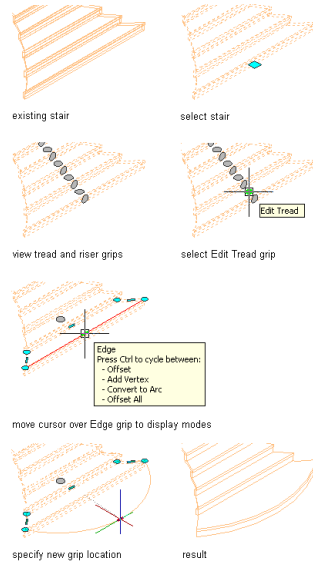 existing stair
select stair
view tread and riser grips
Edit Tread
select Edit Tread grip
Edge
Press Ctrl to cycle between:
- Offset
- Add Vertex
- Convert to Arc
- Offset All
move cursor over Edge grip to display modes
specify new grip location
result